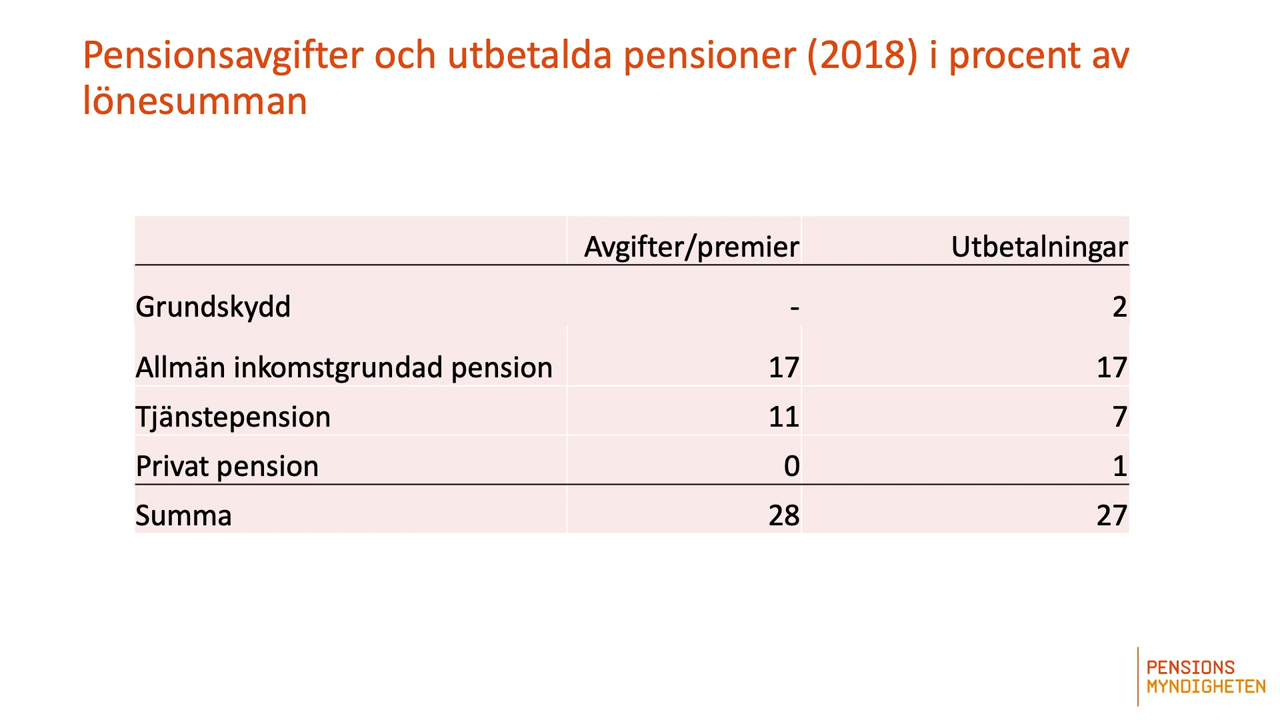 Pensionsavgifter och utbetalda pensioner (2018) i procent av
lönesumman
Avgifter/premier Utbetalningar
Grundskydd - 2
Allmän inkomstgrundad pension 17 17
Tjänstepension 11 7
Privat pension 0 1
Summa 28 27
PENSIONS
MYNDIGHETEN